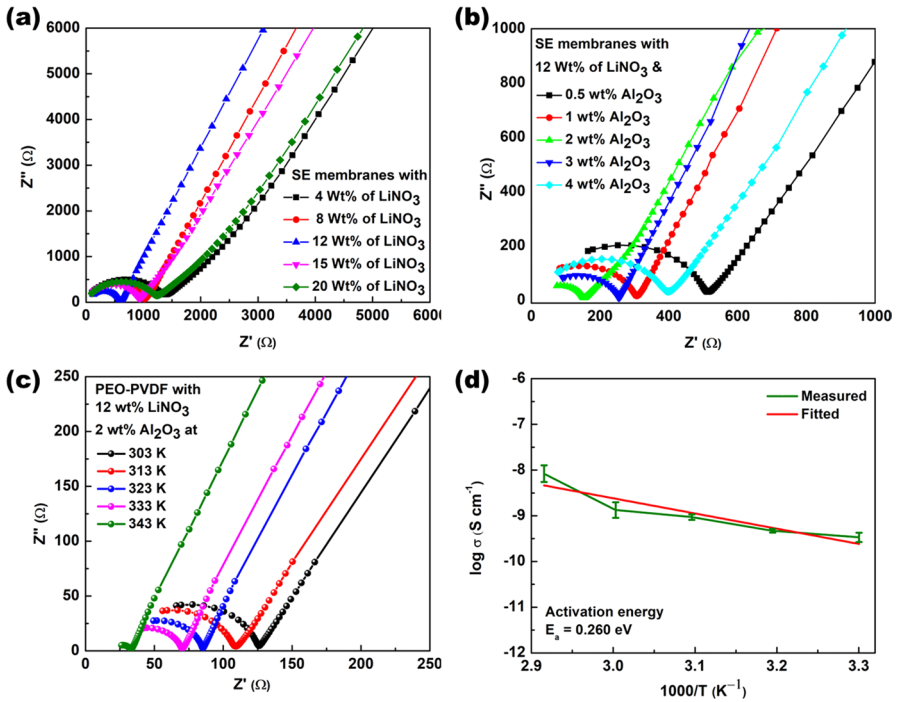 (a)
6000
5000
4000
3000
2000
1000
0
Z'' (Ω)
SE membranes with
4 Wt% of LiNO3
8 Wt% of LiNO3
12 Wt% of LiNO3
15 Wt% of LiNO3
20 Wt% of LiNO3
0 1000 2000 3000 4000 5000 6000
Z' (Ω)
(b)
1000
800
600
400
200
0
Z'' (Ω)
SE membranes with
12 Wt% of LiNO3 &
0.5 wt% Al2O3
1 wt% Al2O3
2 wt% Al2O3
3 wt% Al2O3
4 wt% Al2O3
0 200 400 600 800 1000
Z' (Ω)
(c)
250
200
150
100
50
0
Z'' (Ω)
PEO-PVDF with
12 wt% LiNO3
2 wt% Al2O3 at
303 K
313 K
323 K
333 K
343 K
0 50 100 150 200 250
Z' (Ω)
(d)
-6
-7
-8
-9
-10
-11
-12
log σ (S cm⁻¹)
Measured
Fitted
Activation energy
Ea = 0.260 eV
2.9 3.0 3.1 3.2 3.3
1000/T (K⁻¹)